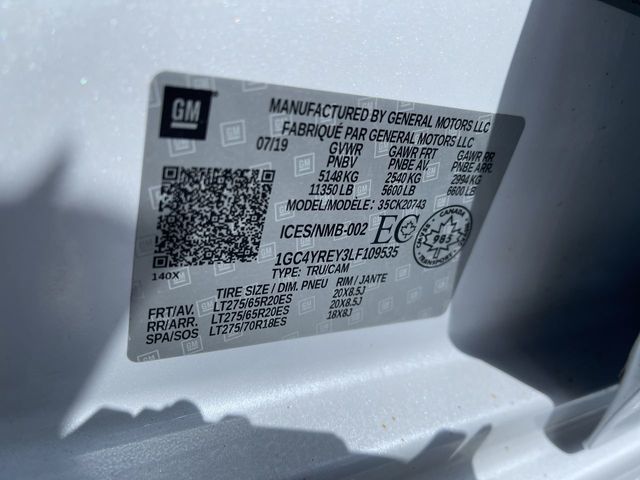 GM
MANUFACTURED BY GENERAL MOTORS LLC
FABRIQUÉ PAR GENERAL MOTORS LLC
07/19
GVWR GAWR FRT GAWR RR
PNBV PNBE AV. PNBE ARR.
5148 KG 2540 KG 2994 KG
11350 LB 5600 LB 6600 LB
MODEL/MODÈLE: 35CK20743
ICES/NMB-002 EC
CANADA 985
1GC4YREY3LF109535
140X
TYPE: TRU/CAM
TIRE SIZE / DIM. PNEU RIM / JANTE
FRT/AV. LT275/65R20ES 20X8.5J
RR/ARR. LT275/65R20ES 20X8.5J
SPA/SOS LT275/70R18ES 18X8J